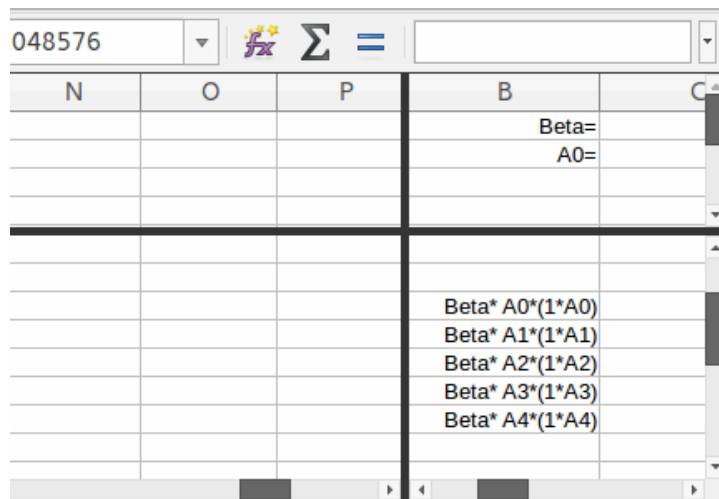 048576
fx Σ =
N O P B C
Beta=
A0=
Beta* A0*(1*A0)
Beta* A1*(1*A1)
Beta* A2*(1*A2)
Beta* A3*(1*A3)
Beta* A4*(1*A4)